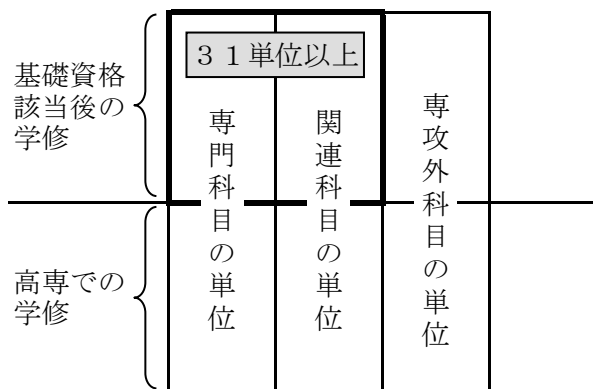 ３１単位以上
基礎資格
該当後の
学修
専門科目の単位
関連科目の単位
専攻外科目の単位
高専での
学修